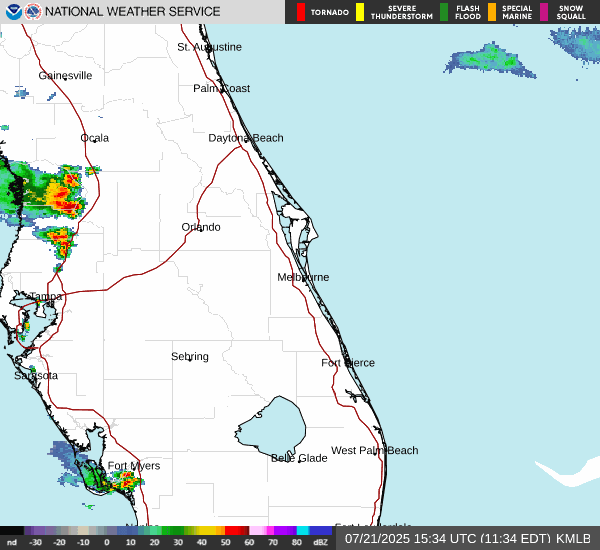 NATIONAL WEATHER SERVICE
TORNADO
SEVERE THUNDERSTORM
FLASH FLOOD
SPECIAL MARINE
SNOW SQUALL
St. Augustine
Gainesville
Palm Coast
Ocala
Daytona Beach
Orlando
Melbourne
Tampa
Sebring
Fort Pierce
Sarasota
West Palm Beach
Belle Glade
Fort Myers
nd -30 -20 -10 0 10 20 30 40 50 60 70 80 dBZ
07/21/2025 15:34 UTC (11:34 EDT) KMLB